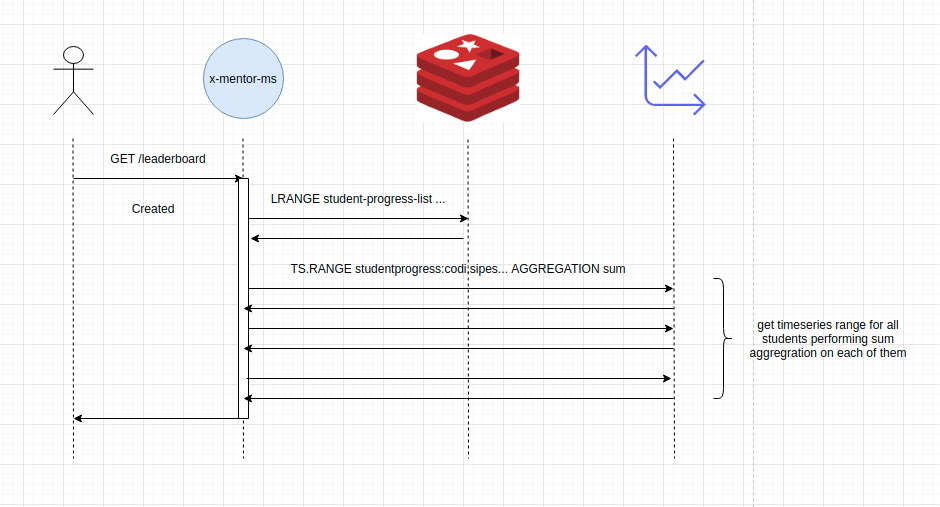 x-mentor-ms
GET /leaderboard
LRANGE student-progress-list ...
Created
TS.RANGE studentprogress:codi;sipes... AGGREGATION sum
get timeseries range for all
students performing sum
aggregration on each of them